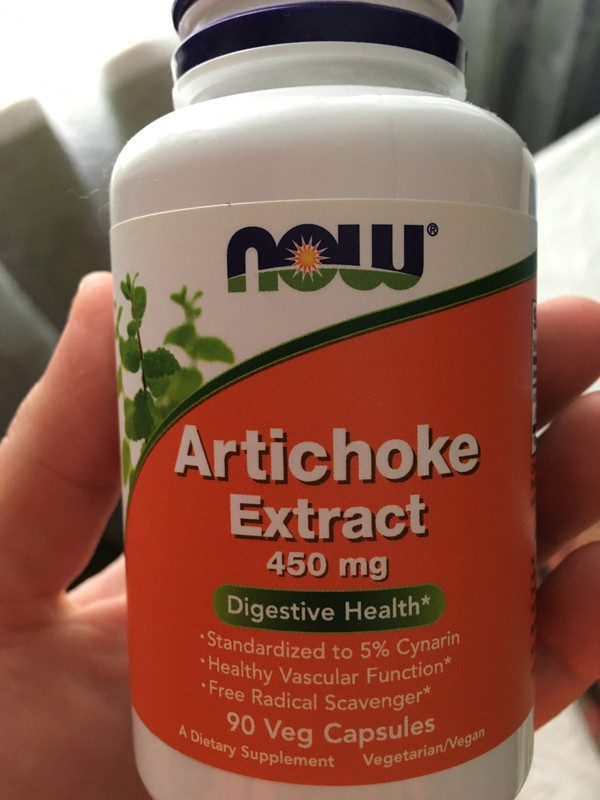 NOW®
Artichoke
Extract
450 mg
Digestive Health*
•Standardized to 5% Cynarin
•Healthy Vascular Function*
•Free Radical Scavenger*
90 Veg Capsules
A Dietary Supplement Vegetarian/Vegan